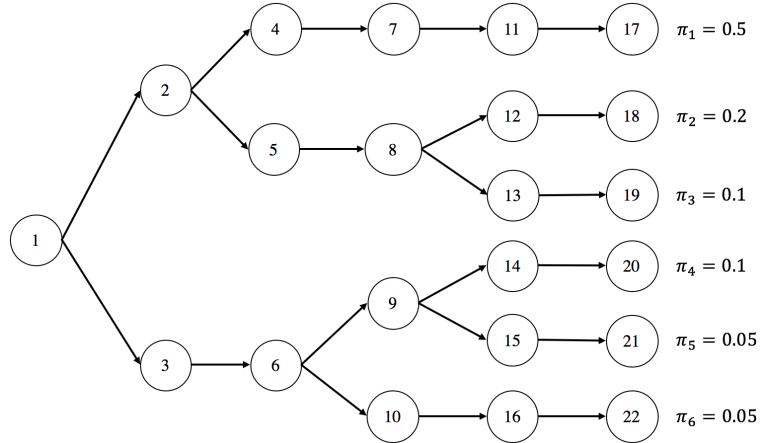 4 7 11 17 π₁ = 0.5
2
12 18 π₂ = 0.2
5 8
13 19 π₃ = 0.1
1
14 20 π₄ = 0.1
9
15 21 π₅ = 0.05
3 6
10 16 22 π₆ = 0.05